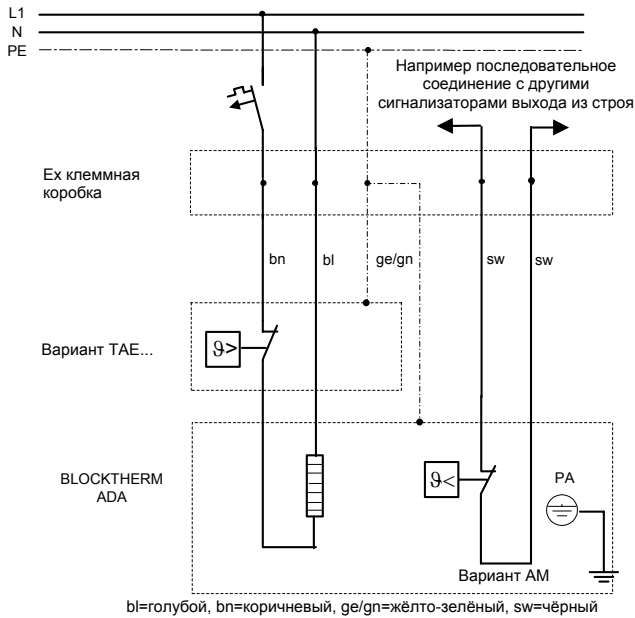 L1
N
PE
Например последовательное
соединение с другими
сигнализаторами выхода из строя
Ex клеммная
коробка
bn
bl
ge/gn
sw
sw
Вариант TAE...
ϑ>
BLOCKTHERM
ADA
ϑ<
PA
Вариант AM
bl=голубой, bn=коричневый, ge/gn=жёлто-зелёный, sw=чёрный